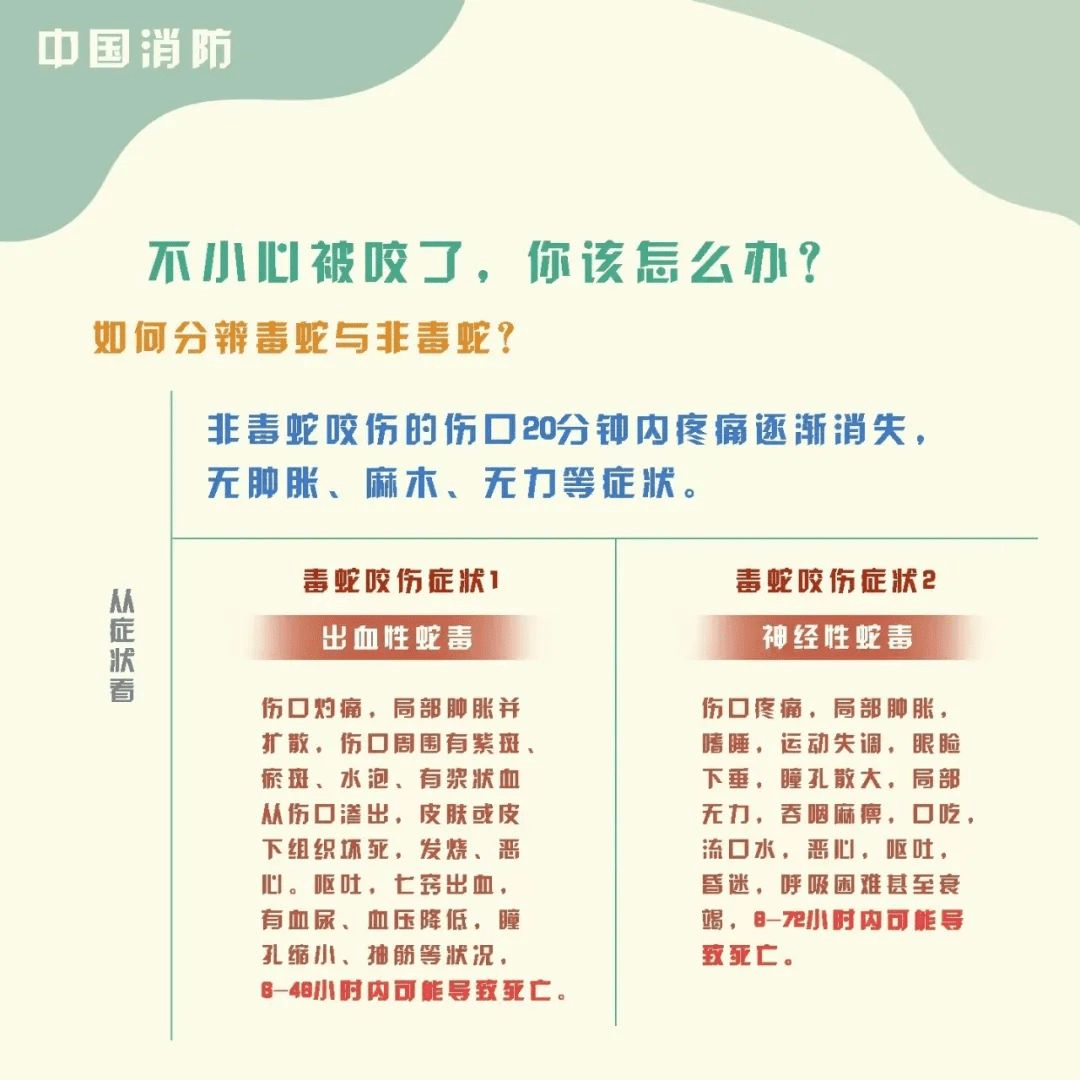 中国消防
不小心被咬了，你该怎么办？
如何分辨毒蛇与非毒蛇？
非毒蛇咬伤的伤口20分钟内疼痛逐渐消失，
无肿胀、麻木、无力等症状。
从症状看
毒蛇咬伤症状1
出血性蛇毒
伤口灼痛，局部肿胀并
扩散，伤口周围有紫斑、
瘀斑、水泡、有浆状血
从伤口渗出，皮肤或皮
下组织坏死，发烧、恶
心。呕吐，七窍出血，
有血尿、血压降低，瞳
孔缩小、抽筋等状况，
6-48小时内可能导致死亡。
毒蛇咬伤症状2
神经性蛇毒
伤口疼痛，局部肿胀，
嗜睡，运动失调，眼睑
下垂，瞳孔散大，局部
无力，吞咽麻痹，口吃，
流口水，恶心，呕吐，
昏迷，呼吸困难甚至衰
竭，8-72小时内可能导
致死亡。